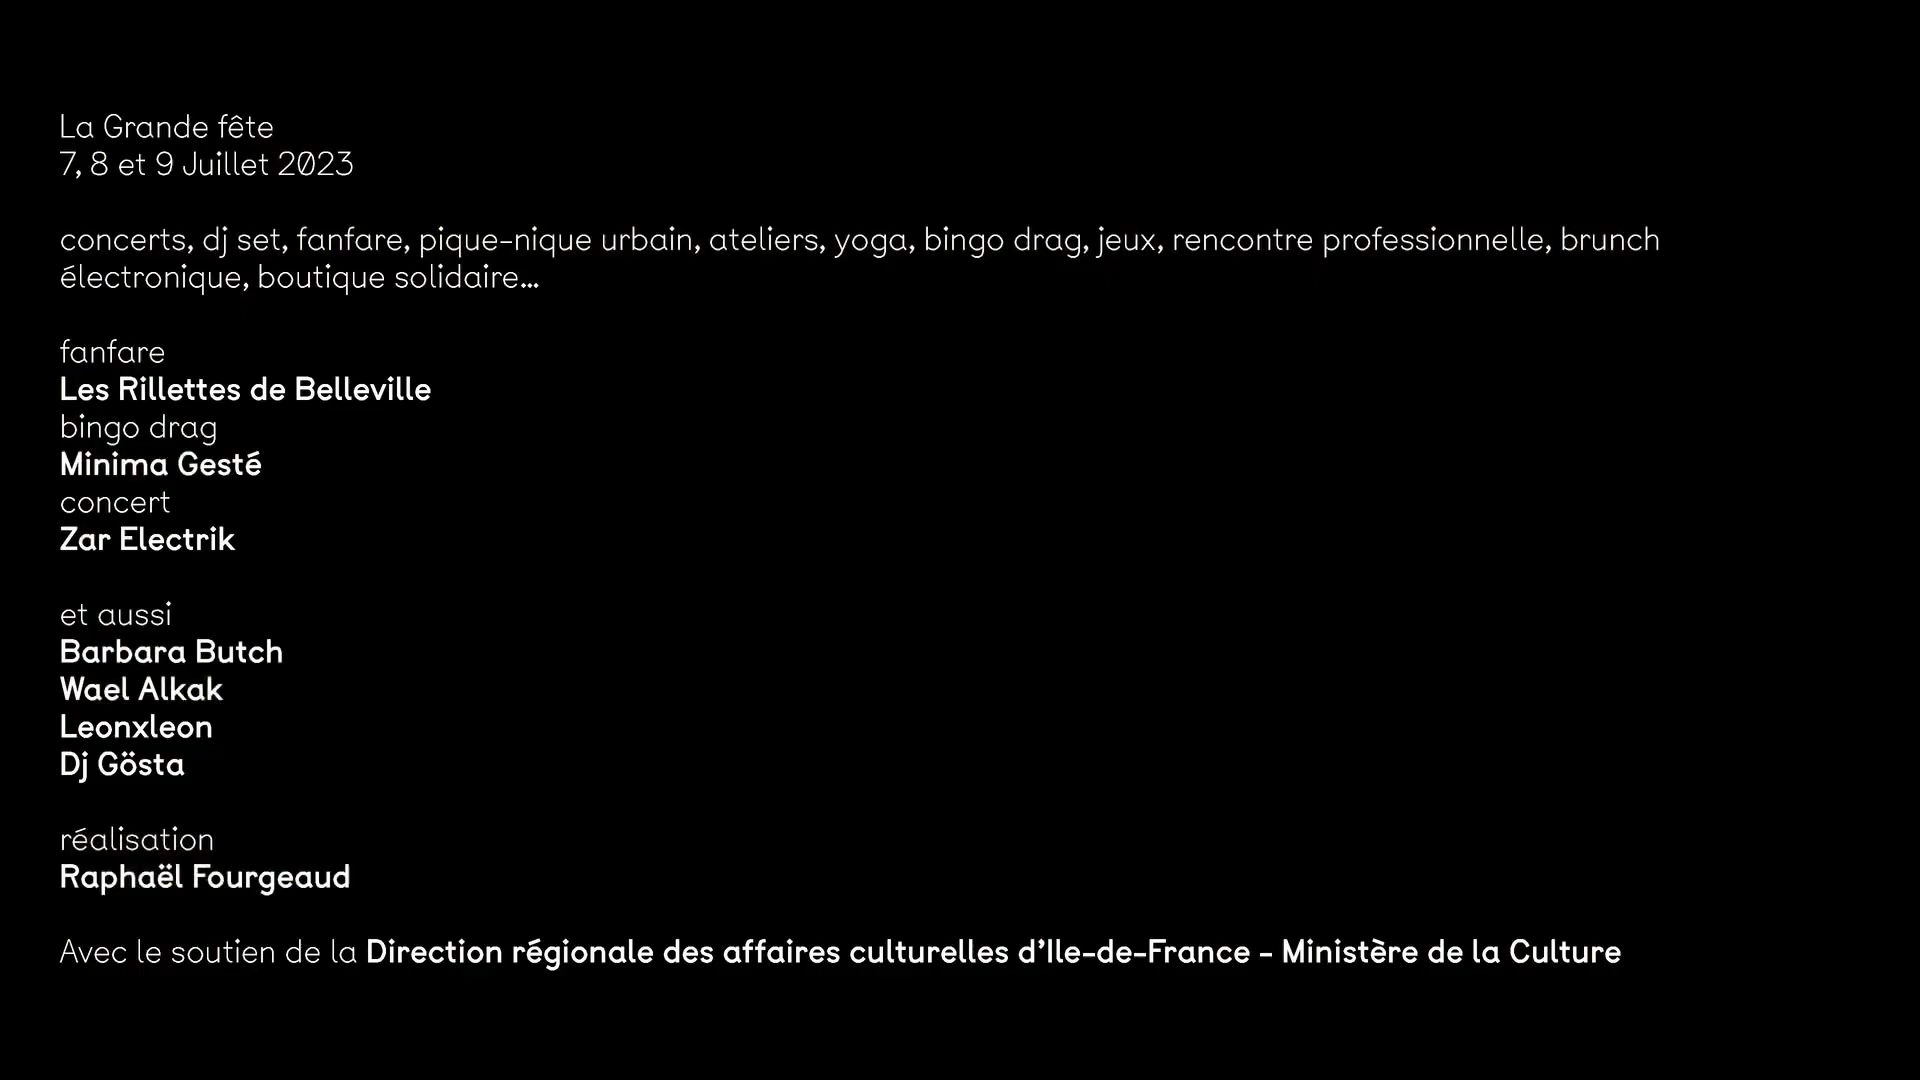 La Grande fête
7, 8 et 9 Juillet 2023
concerts, dj set, fanfare, pique-nique urbain, ateliers, yoga, bingo drag, jeux, rencontre professionnelle, brunch
électronique, boutique solidaire...
fanfare
Les Rillettes de Belleville
bingo drag
Minima Gesté
concert
Zar Electrik
et aussi
Barbara Butch
Wael Alkak
Leonxleon
Dj Gösta
réalisation
Raphaël Fourgeaud
Avec le soutien de la Direction régionale des affaires culturelles d'Ile-de-France - Ministère de la Culture